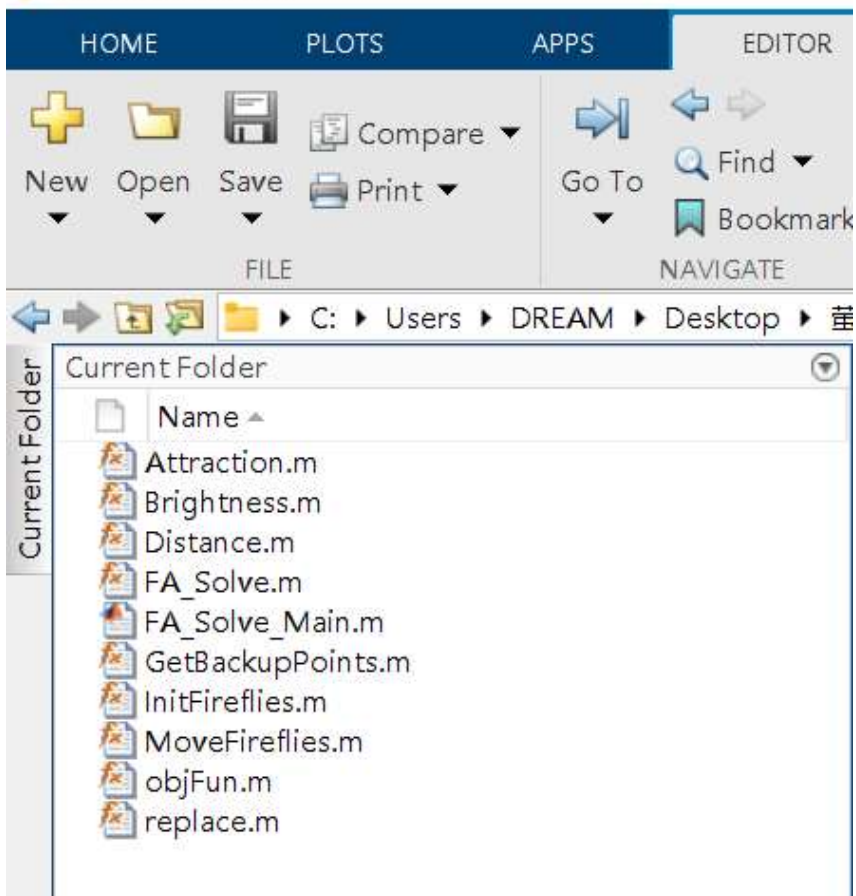 HOME PLOTS APPS EDITOR
New Open Save Compare Print Go To Find Bookmark
FILE NAVIGATE
C: Users DREAM Desktop 萤
Current Folder
Current Folder
Name
Attraction.m
Brightness.m
Distance.m
FA_Solve.m
FA_Solve_Main.m
GetBackupPoints.m
InitFireflies.m
MoveFireflies.m
objFun.m
replace.m